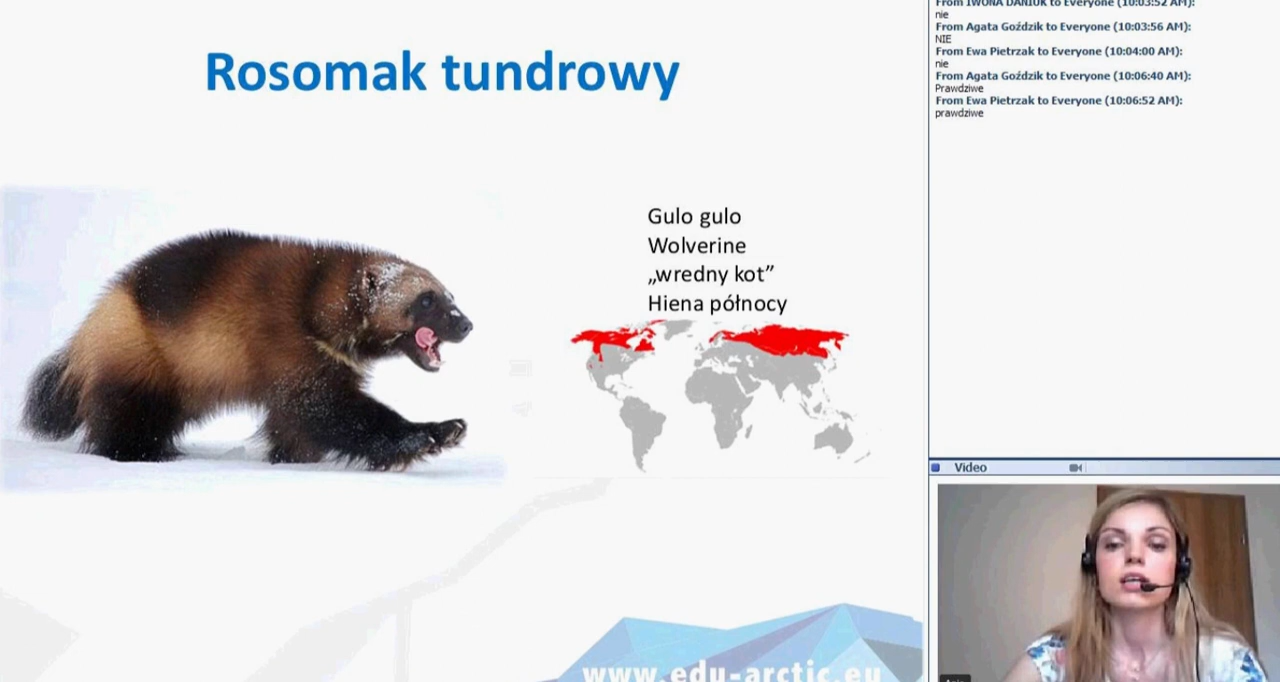 Rosomak tundrowy
Gulo gulo
Wolverine
„wredny kot”
Hiena północy
www.edu-arctic.eu
From IWONA DANIUK to Everyone (10:03:52 AM):
nie
From Agata Goździk to Everyone (10:03:56 AM):
NIE
From Ewa Pietrzak to Everyone (10:04:00 AM):
nie
From Agata Goździk to Everyone (10:06:40 AM):
Prawdziwe
From Ewa Pietrzak to Everyone (10:06:52 AM):
prawdziwe
Video